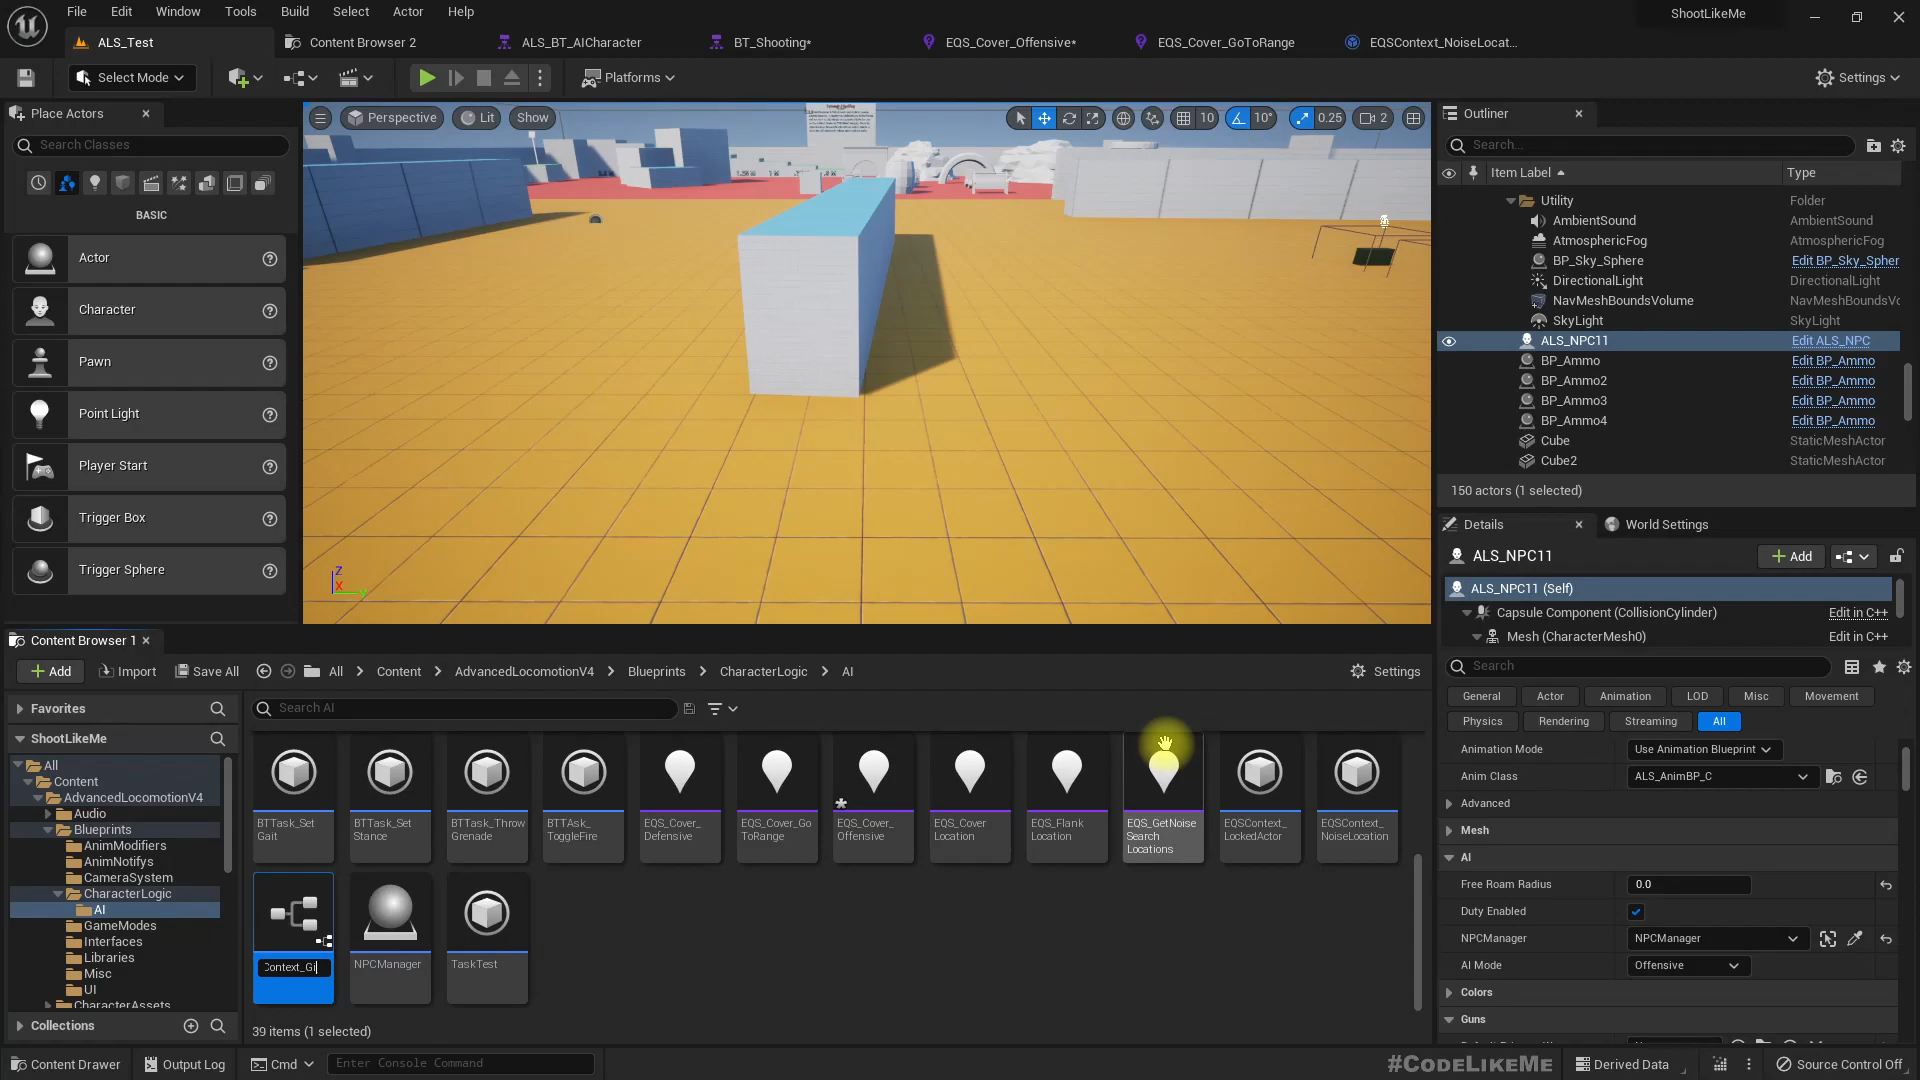 File Edit Window Tools Build Select Actor Help
ShootLikeMe
ALS_Test
Content Browser 2
ALS_BT_AICharacter
BT_Shooting*
EQS_Cover_Offensive*
EQS_Cover_GoToRange
EQSContext_NoiseLocat...
Select Mode
Platforms
Settings
Place Actors
Search Classes
BASIC
Actor
Character
Pawn
Point Light
Player Start
Trigger Box
Trigger Sphere
Perspective
Lit
Show
10
10°
0.25
2
Z
X
Y
Outliner
Search...
Item Label
Type
Utility Folder
AmbientSound AmbientSound
AtmosphericFog AtmosphericFog
BP_Sky_Sphere Edit BP_Sky_Spher
DirectionalLight DirectionalLight
NavMeshBoundsVolume NavMeshBoundsVo
SkyLight SkyLight
ALS_NPC11 Edit ALS_NPC
BP_Ammo Edit BP_Ammo
BP_Ammo2 Edit BP_Ammo
BP_Ammo3 Edit BP_Ammo
BP_Ammo4 Edit BP_Ammo
Cube StaticMeshActor
Cube2 StaticMeshActor
150 actors (1 selected)
Details
World Settings
ALS_NPC11
Add
ALS_NPC11 (Self)
Capsule Component (CollisionCylinder) Edit in C++
Mesh (CharacterMesh0) Edit in C++
Search
General Actor Animation LOD Misc Movement
Physics Rendering Streaming All
Animation Mode Use Animation Blueprint
Anim Class ALS_AnimBP_C
Advanced
Mesh
AI
Free Roam Radius 0.0
Duty Enabled
NPCManager NPCManager
AI Mode Offensive
Colors
Guns
Content Browser 1
Add Import Save All All Content AdvancedLocomotionV4 Blueprints CharacterLogic AI
Settings
Favorites
ShootLikeMe
All
Content
AdvancedLocomotionV4
Audio
Blueprints
AnimModifiers
AnimNotifys
CameraSystem
CharacterLogic
AI
GameModes
Interfaces
Libraries
Misc
UI
CharacterAssets
Collections
Search AI
BTTask_Set
Gait
BTTask_Set
Stance
BTTask_Throw
Grenade
BTTAsk_
ToggleFire
EQS_Cover_
Defensive
EQS_Cover_Go
ToRange
EQS_Cover_
Offensive
EQS_Cover
Location
EQS_Flank
Location
EQS_GetNoise
Search
Locations
EQSContext_
LockedActor
EQSContext_
NoiseLocation
Context_Gi
NPCManager
TaskTest
39 items (1 selected)
Content Drawer
Output Log
Cmd
Enter Console Command
#CodeLikeMe
Derived Data
Source Control Off